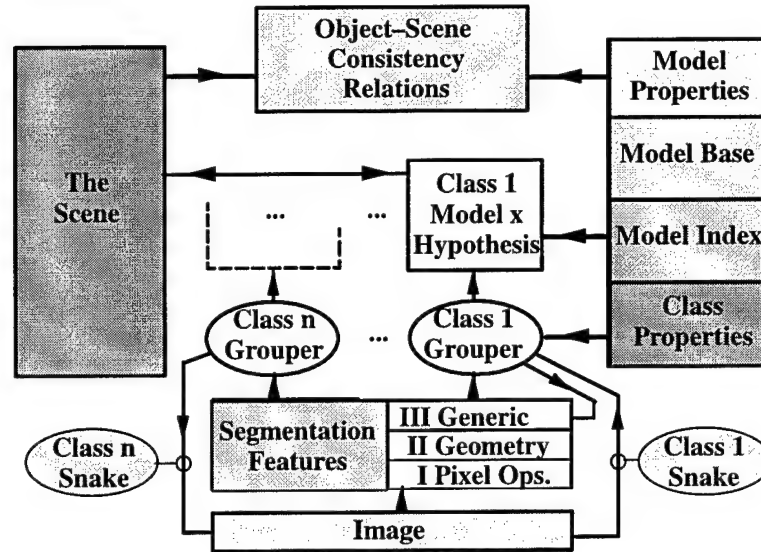 Object–Scene
Consistency
Relations
Model
Properties
Model Base
The
Scene
Class 1
Model x
Hypothesis
... ...
Model Index
Class
Properties
Class n
Grouper
...
Class 1
Grouper
Segmentation
Features
III Generic
II Geometry
I Pixel Ops.
Class n
Snake
Class 1
Snake
Image